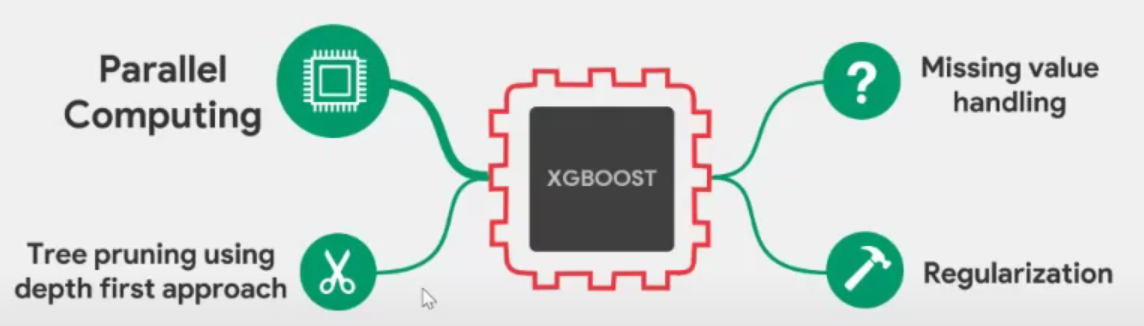 Parallel
Computing
Tree pruning using
depth first approach
XGBOOST
Missing value
handling
Regularization